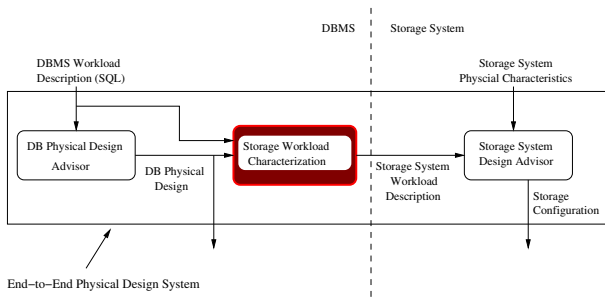 DBMS
Storage System
DBMS Workload
Description (SQL)
Storage System
Physcial Characteristics
DB Physical Design
Advisor
Storage Workload
Characterization
Storage System
Design Advisor
DB Physical
Design
Storage System
Workload
Description
Storage
Configuration
End−to−End Physical Design System